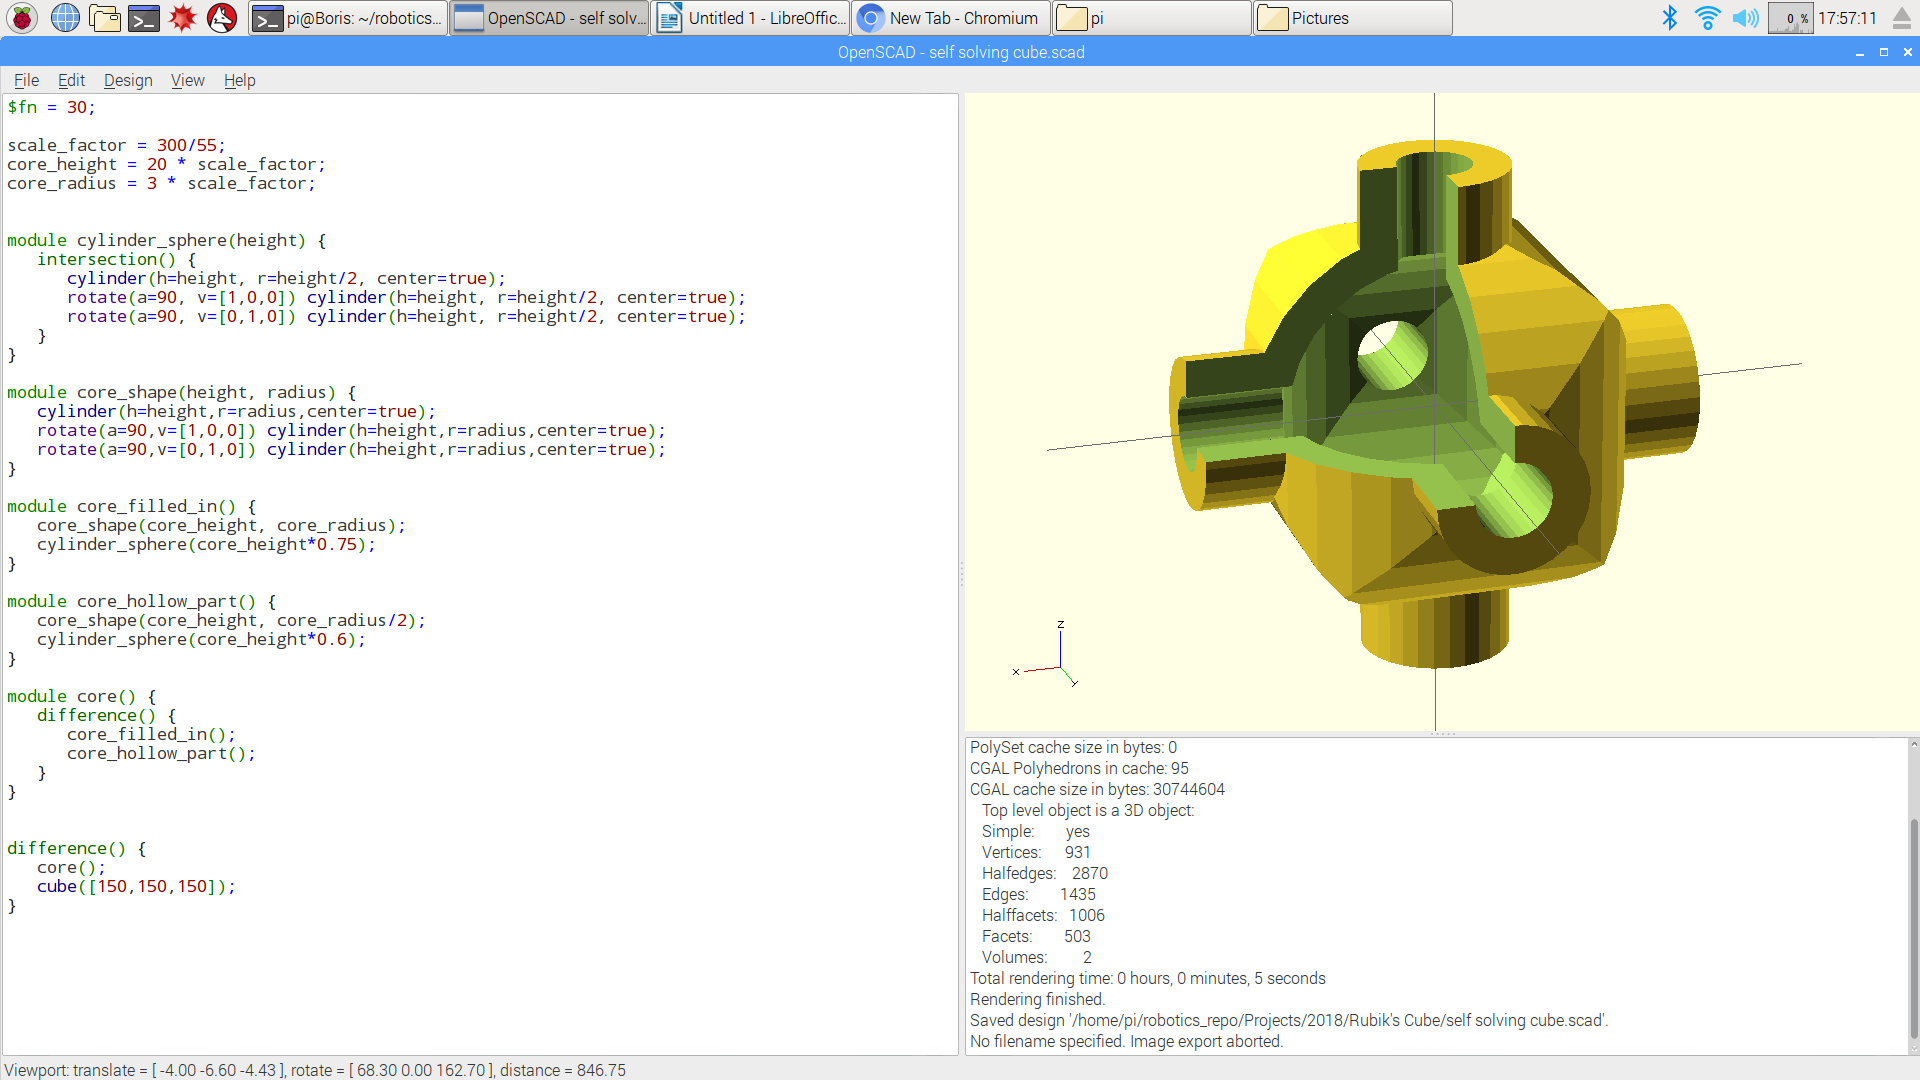 pi@Boris: ~/robotics...
OpenSCAD - self solv...
Untitled 1 - LibreOffic...
New Tab - Chromium
pi
Pictures
0 %
17:57:11
OpenSCAD - self solving cube.scad
File Edit Design View Help
$fn = 30;
scale_factor = 300/55;
core_height = 20 * scale_factor;
core_radius = 3 * scale_factor;
module cylinder_sphere(height) {
intersection() {
cylinder(h=height, r=height/2, center=true);
rotate(a=90, v=[1,0,0]) cylinder(h=height, r=height/2, center=true);
rotate(a=90, v=[0,1,0]) cylinder(h=height, r=height/2, center=true);
}
}
module core_shape(height, radius) {
cylinder(h=height,r=radius,center=true);
rotate(a=90,v=[1,0,0]) cylinder(h=height,r=radius,center=true);
rotate(a=90,v=[0,1,0]) cylinder(h=height,r=radius,center=true);
}
module core_filled_in() {
core_shape(core_height, core_radius);
cylinder_sphere(core_height*0.75);
}
module core_hollow_part() {
core_shape(core_height, core_radius/2);
cylinder_sphere(core_height*0.6);
}
module core() {
difference() {
core_filled_in();
core_hollow_part();
}
}
difference() {
core();
cube([150,150,150]);
}
z
x
y
PolySet cache size in bytes: 0
CGAL Polyhedrons in cache: 95
CGAL cache size in bytes: 30744604
Top level object is a 3D object:
Simple: yes
Vertices: 931
Halfedges: 2870
Edges: 1435
Halffacets: 1006
Facets: 503
Volumes: 2
Total rendering time: 0 hours, 0 minutes, 5 seconds
Rendering finished.
Saved design '/home/pi/robotics_repo/Projects/2018/Rubik's Cube/self solving cube.scad'.
No filename specified. Image export aborted.
Viewport: translate = [ -4.00 -6.60 -4.43 ], rotate = [ 68.30 0.00 162.70 ], distance = 846.75